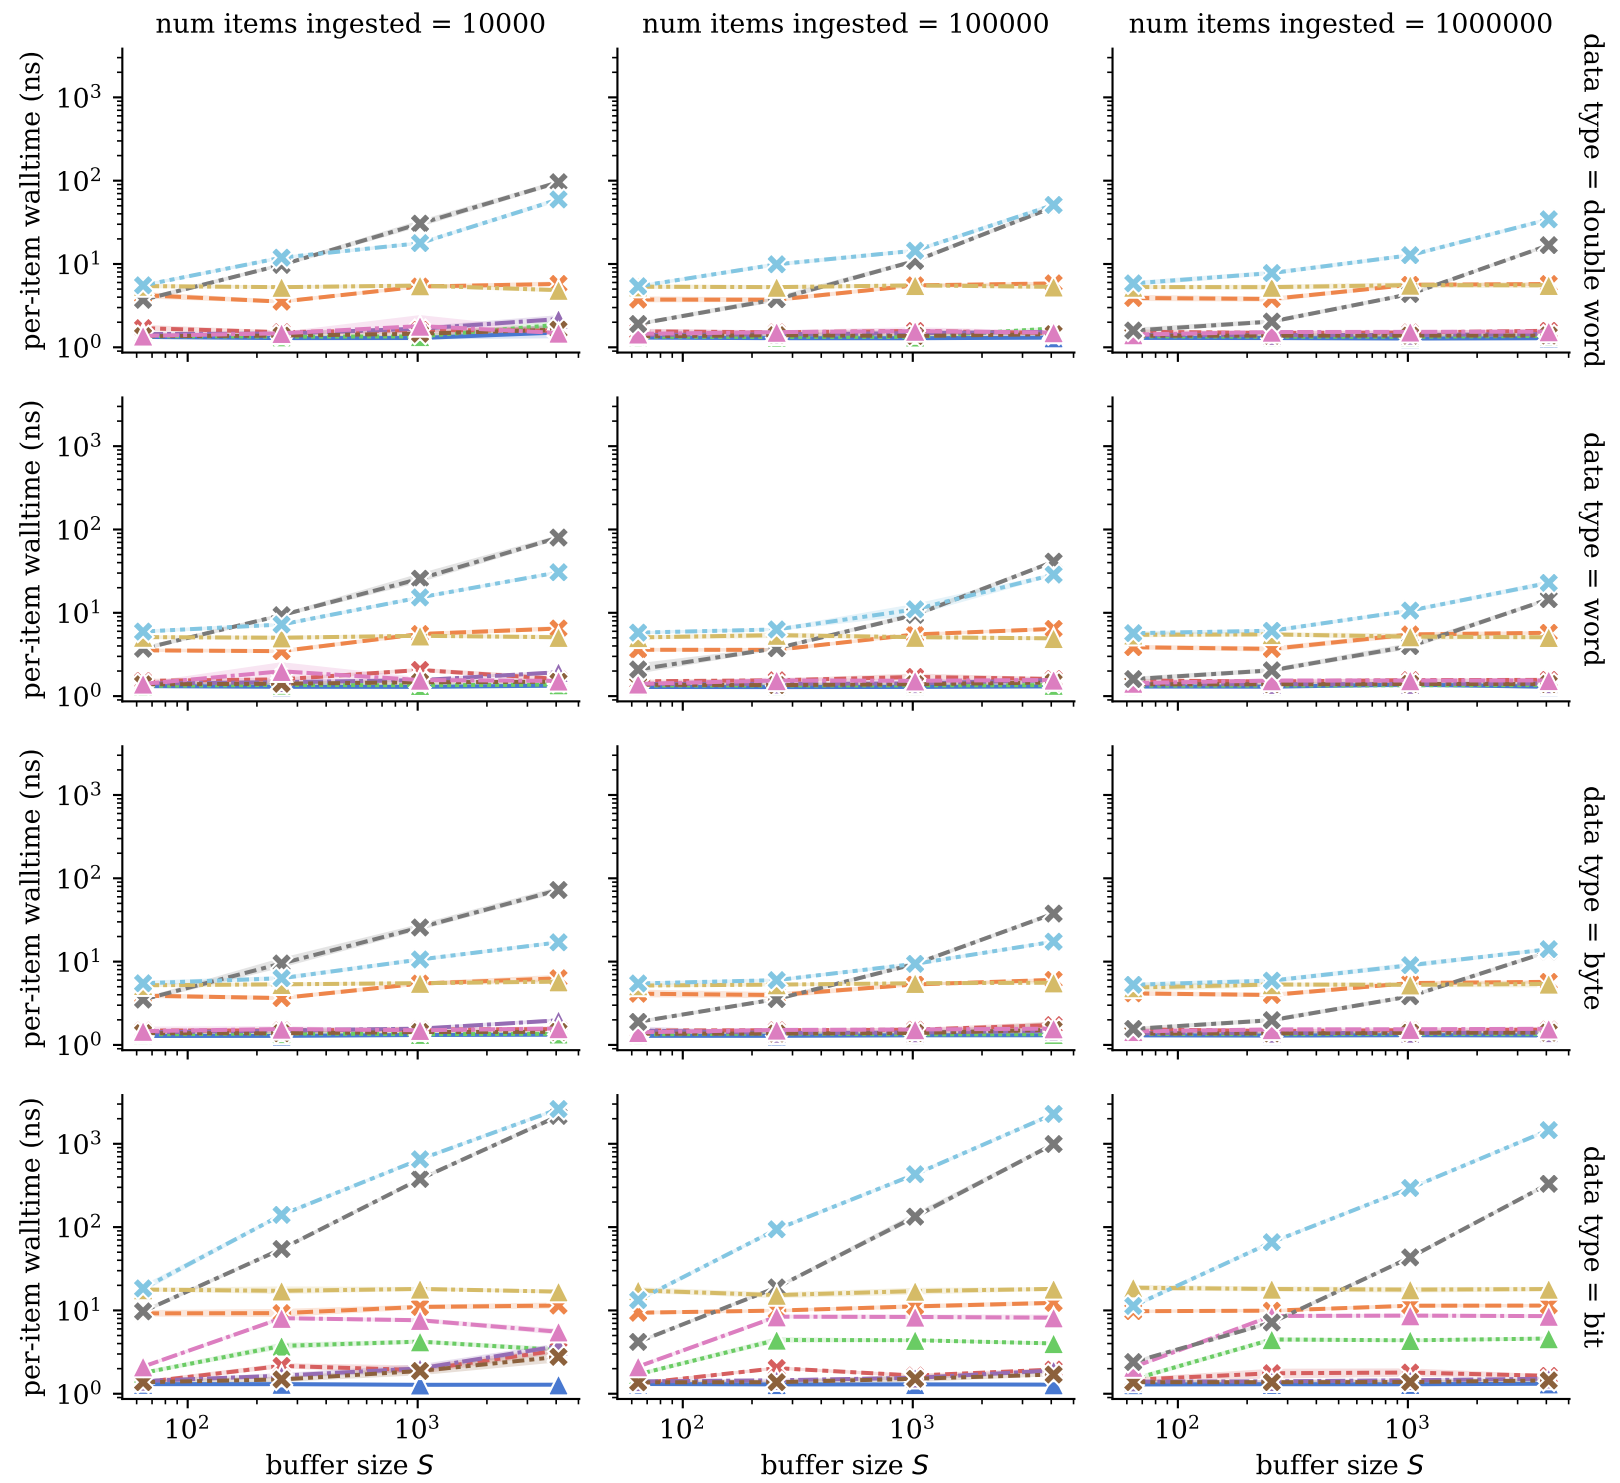 num items ingested = 10000
num items ingested = 100000
num items ingested = 1000000
per-item walltime (ns)
10³
10²
10¹
10⁰
data type = double word
per-item walltime (ns)
10³
10²
10¹
10⁰
data type = word
per-item walltime (ns)
10³
10²
10¹
10⁰
data type = byte
per-item walltime (ns)
10³
10²
10¹
10⁰
data type = bit
10² 10³
10² 10³
10² 10³
buffer size S
buffer size S
buffer size S